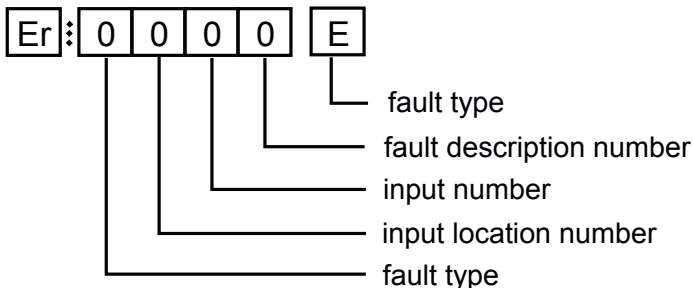 Er 0 0 0 0 E
fault type
fault description number
input number
input location number
fault type